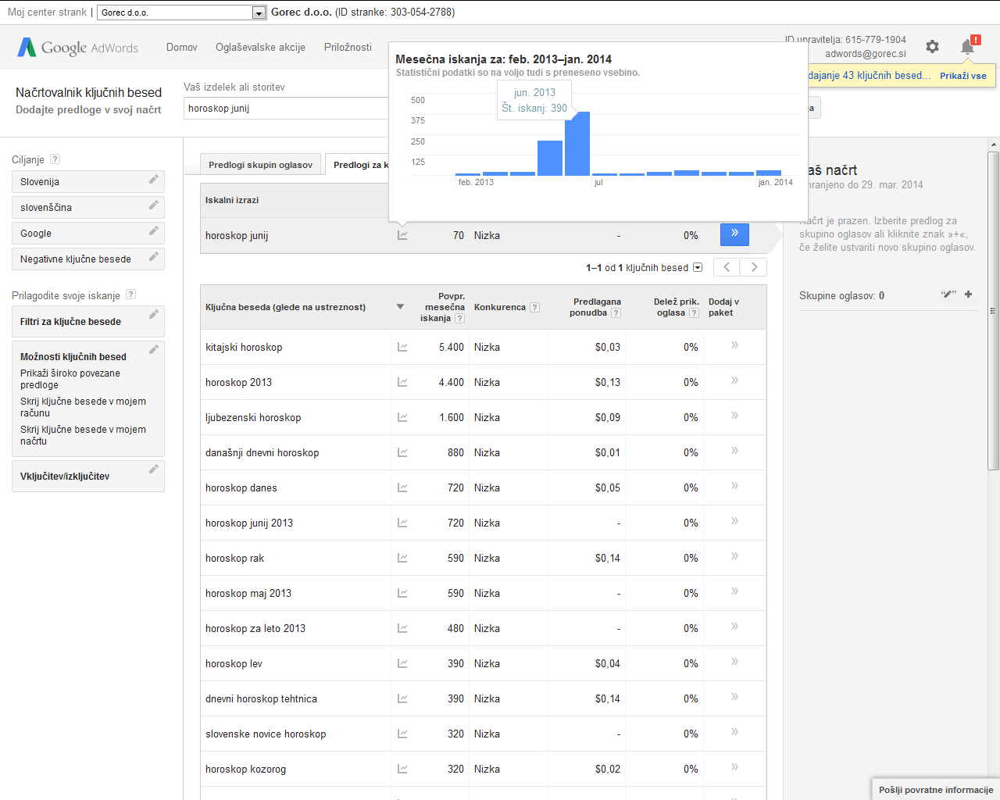 Moj center strank | Gorec d.o.o. Gorec d.o.o. (ID stranke: 303-054-2788)
Google AdWords Domov Oglaševalske akcije Priložnosti
ID upravitelja: 615-779-1904
adwords@gorec.si
dajanje 43 ključnih besed... Prikaži vse
Načrtovalnik ključnih besed
Dodajte predloge v svoj načrt
Vaš izdelek ali storitev
horoskop junij
Mesečna iskanja za: feb. 2013–jan. 2014
Statistični podatki so na voljo tudi s preneseno vsebino.
jun. 2013
Št. iskanj: 390
500
375
250
125
feb. 2013 jul jan. 2014
Ciljanje ?
Slovenija
slovenščina
Google
Negativne ključne besede
Prilagodite svoje iskanje ?
Filtri za ključne besede
Možnosti ključnih besed
Prikaži široko povezane
predloge
Skrij ključne besede v mojem
računu
Skrij ključne besede v mojem
načrtu
Vključitev/izključitev
Predlogi skupin oglasov Predlogi za k
Iskalni izrazi
horoskop junij 70 Nizka - 0% »
1–1 od 1 ključnih besed
Ključna beseda (glede na ustreznost) Povpr. mesečna iskanja ? Konkurenca ? Predlagana ponudba ? Delež prik. oglasa ? Dodaj v paket
kitajski horoskop 5.400 Nizka $0,03 0% »
horoskop 2013 4.400 Nizka $0,13 0% »
ljubezenski horoskop 1.600 Nizka $0,09 0% »
današnji dnevni horoskop 880 Nizka $0,01 0% »
horoskop danes 720 Nizka $0,05 0% »
horoskop junij 2013 720 Nizka - 0% »
horoskop rak 590 Nizka $0,14 0% »
horoskop maj 2013 590 Nizka - 0% »
horoskop za leto 2013 480 Nizka - 0% »
horoskop lev 390 Nizka $0,04 0% »
dnevni horoskop tehtnica 390 Nizka $0,14 0% »
slovenske novice horoskop 320 Nizka - 0% »
horoskop kozorog 320 Nizka $0,02 0% »
aš načrt
hranjeno do 29. mar. 2014
Načrt je prazen. Izberite predlog za
skupino oglasov ali kliknite znak »+«,
če želite ustvariti novo skupino oglasov.
Skupine oglasov: 0
Pošlji povratne informacije